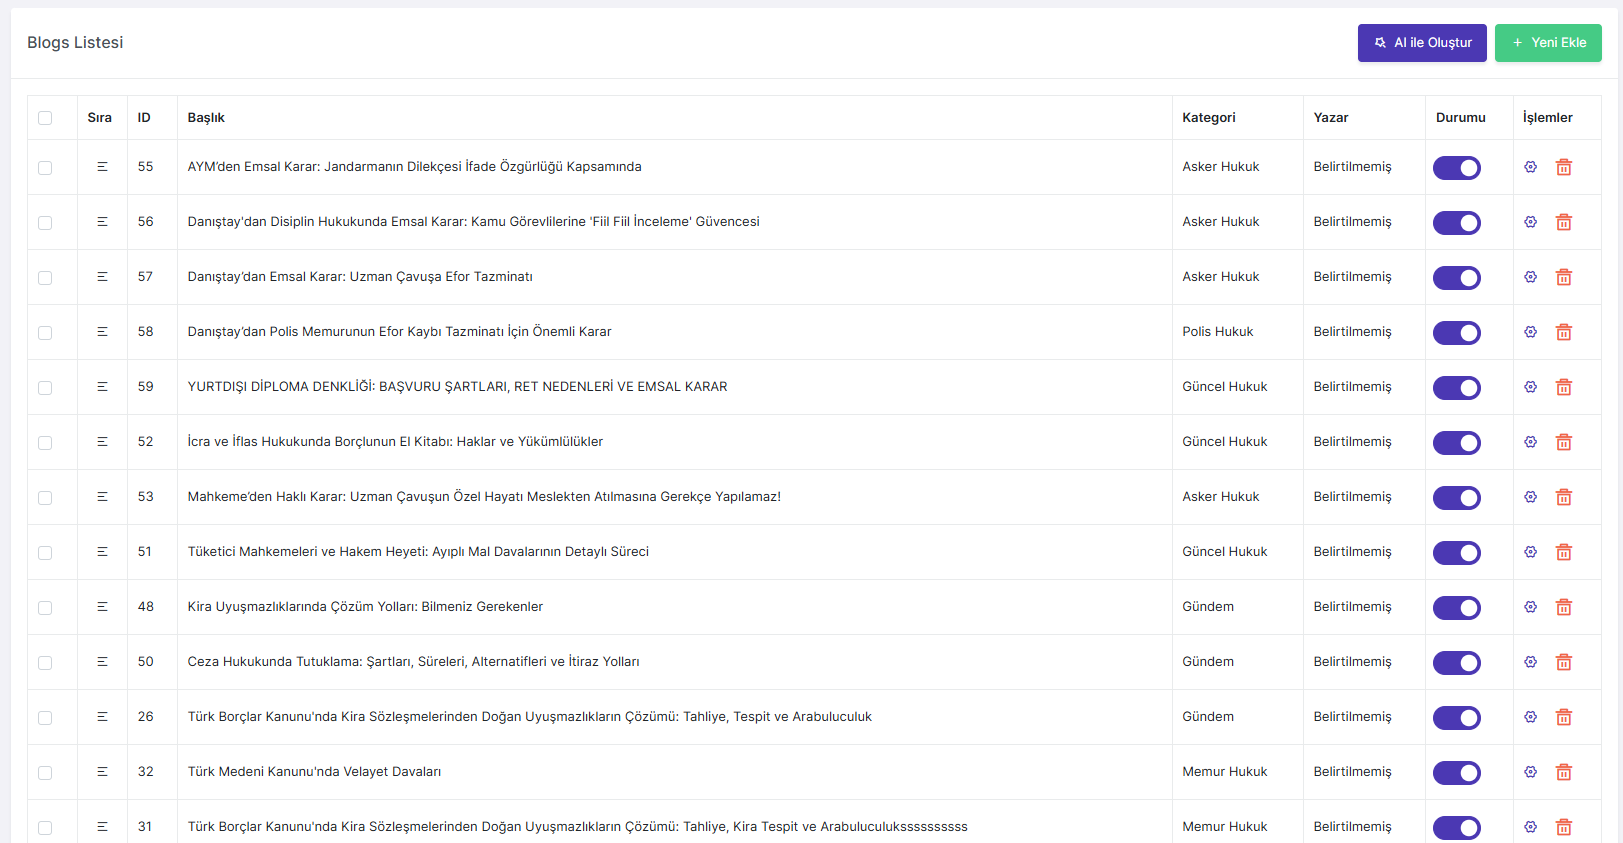 Blogs Listesi
AI ile Oluştur
+ Yeni Ekle
Sıra ID Başlık Kategori Yazar Durumu İşlemler
55 AYM’den Emsal Karar: Jandarmanın Dilekçesi İfade Özgürlüğü Kapsamında Asker Hukuk Belirtilmemiş
56 Danıştay'dan Disiplin Hukukunda Emsal Karar: Kamu Görevlilerine 'Fiil Fiil İnceleme' Güvencesi Asker Hukuk Belirtilmemiş
57 Danıştay’dan Emsal Karar: Uzman Çavuşa Efor Tazminatı Asker Hukuk Belirtilmemiş
58 Danıştay’dan Polis Memurunun Efor Kaybı Tazminatı İçin Önemli Karar Polis Hukuk Belirtilmemiş
59 YURTDIŞI DİPLOMA DENKLİĞİ: BAŞVURU ŞARTLARI, RET NEDENLERİ VE EMSAL KARAR Güncel Hukuk Belirtilmemiş
52 İcra ve İflas Hukukunda Borçlunun El Kitabı: Haklar ve Yükümlülükler Güncel Hukuk Belirtilmemiş
53 Mahkeme’den Haklı Karar: Uzman Çavuşun Özel Hayatı Meslekten Atılmasına Gerekçe Yapılamaz! Asker Hukuk Belirtilmemiş
51 Tüketici Mahkemeleri ve Hakem Heyeti: Ayıplı Mal Davalarının Detaylı Süreci Güncel Hukuk Belirtilmemiş
48 Kira Uyuşmazlıklarında Çözüm Yolları: Bilmeniz Gerekenler Gündem Belirtilmemiş
50 Ceza Hukukunda Tutuklama: Şartları, Süreleri, Alternatifleri ve İtiraz Yolları Gündem Belirtilmemiş
26 Türk Borçlar Kanunu'nda Kira Sözleşmelerinden Doğan Uyuşmazlıkların Çözümü: Tahliye, Tespit ve Arabuluculuk Gündem Belirtilmemiş
32 Türk Medeni Kanunu'nda Velayet Davaları Memur Hukuk Belirtilmemiş
31 Türk Borçlar Kanunu'nda Kira Sözleşmelerinden Doğan Uyuşmazlıkların Çözümü: Tahliye, Kira Tespit ve Arabuluculukssssssssss Memur Hukuk Belirtilmemiş